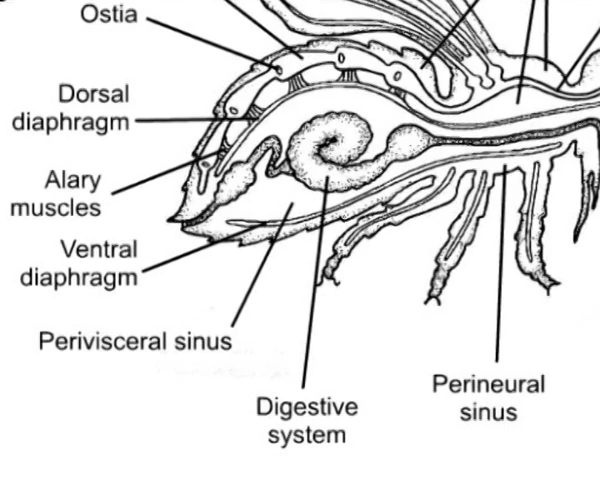 Ostia
Dorsal
diaphragm
Alary
muscles
Ventral
diaphragm
Perivisceral sinus
Digestive
system
Perineural
sinus